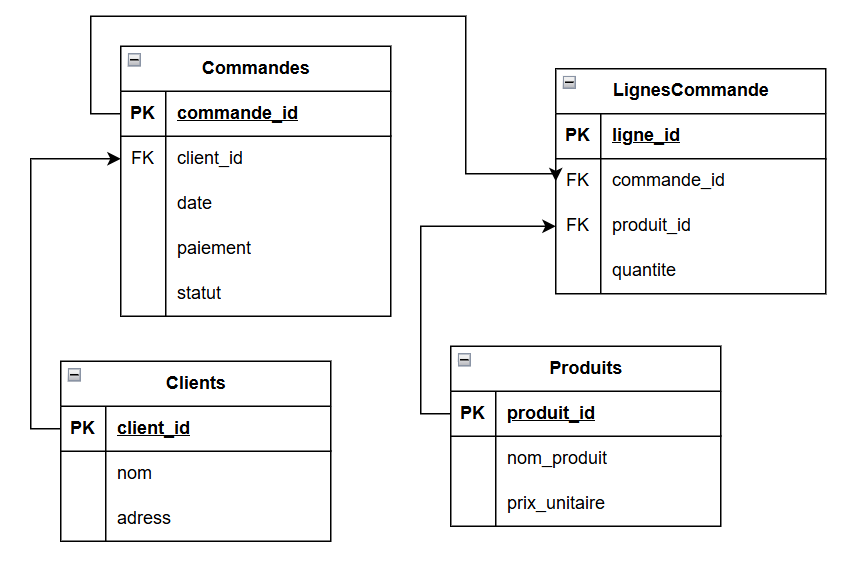 Commandes
PK commande_id
FK client_id
date
paiement
statut
LignesCommande
PK ligne_id
FK commande_id
FK produit_id
quantite
Clients
PK client_id
nom
adress
Produits
PK produit_id
nom_produit
prix_unitaire